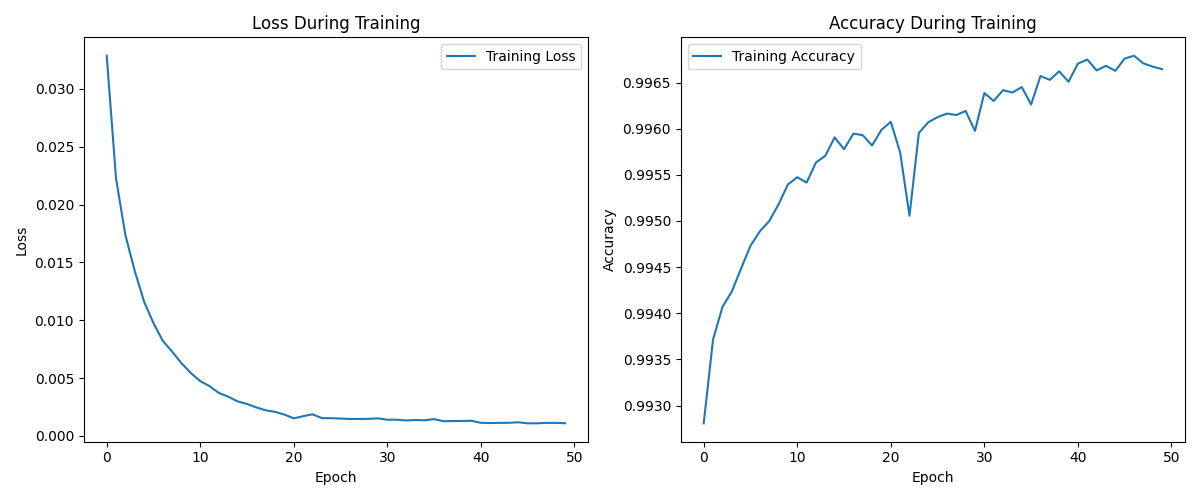 Loss During Training
Training Loss
0.030
0.025
0.020
0.015
0.010
0.005
0.000
Loss
0 10 20 30 40 50
Epoch
Accuracy During Training
Training Accuracy
0.9965
0.9960
0.9955
0.9950
0.9945
0.9940
0.9935
0.9930
Accuracy
0 10 20 30 40 50
Epoch